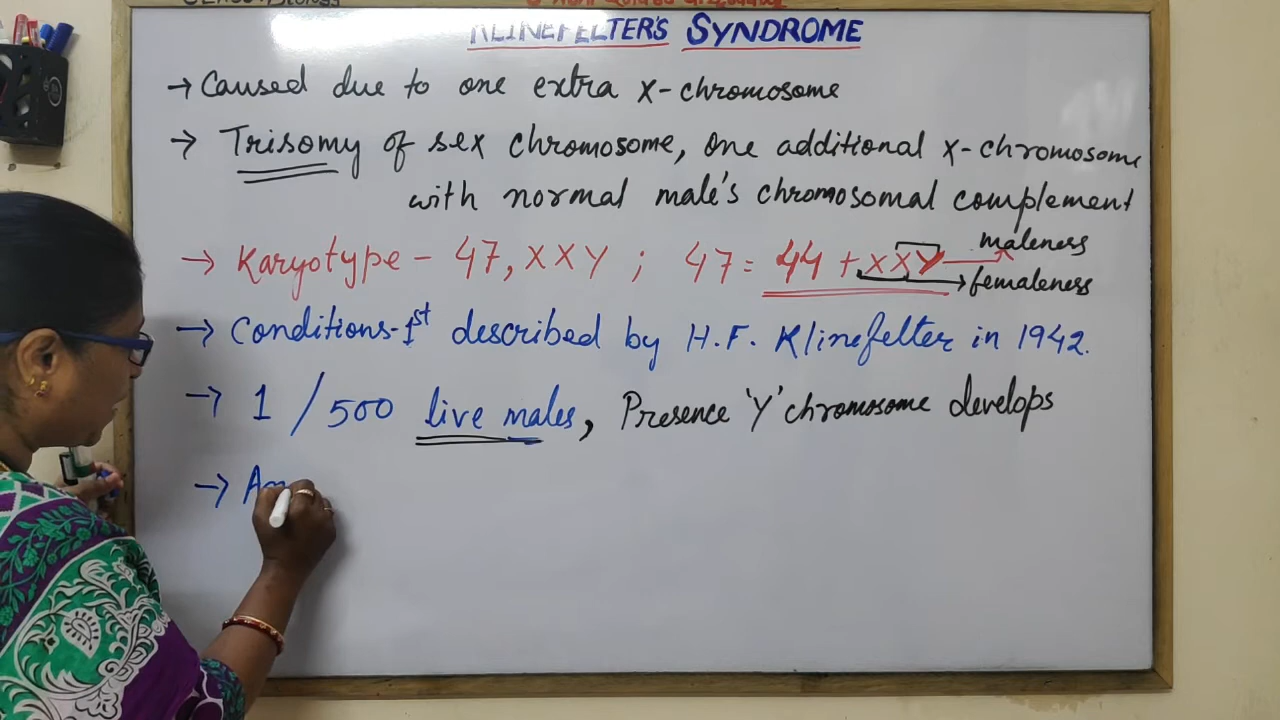 KLINEFELTER'S SYNDROME
→ Caused due to one extra X-chromosome
→ Trisomy of sex chromosome, One additional X-chromosome
with normal male's chromosomal complement
→ Karyotype - 47, XXY ; 47 = 44 + XXY
maleness
femaleness
→ Conditions-1st described by H.F. Klinefelter in 1942.
→ 1 / 500 live males, Presence 'Y' chromosome develops
→ A